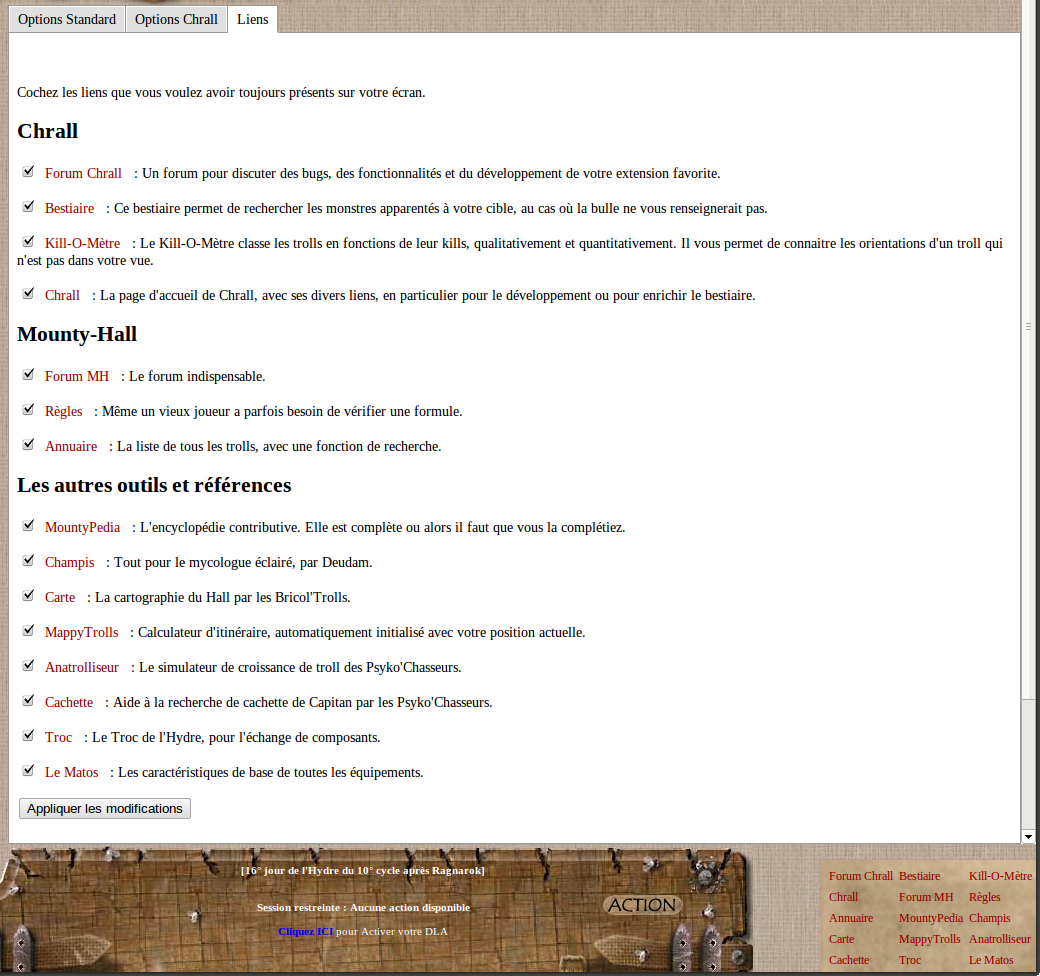 Options Standard Options Chrall Liens
Cochez les liens que vous voulez avoir toujours présents sur votre écran.
Chrall
Forum Chrall : Un forum pour discuter des bugs, des fonctionnalités et du développement de votre extension favorite.
Bestiaire : Ce bestiaire permet de rechercher les monstres apparentés à votre cible, au cas où la bulle ne vous renseignerait pas.
Kill-O-Mètre : Le Kill-O-Mètre classe les trolls en fonctions de leur kills, qualitativement et quantitativement. Il vous permet de connaitre les orientations d'un troll qui
n'est pas dans votre vue.
Chrall : La page d'accueil de Chrall, avec ses divers liens, en particulier pour le développement ou pour enrichir le bestiaire.
Mounty-Hall
Forum MH : Le forum indispensable.
Règles : Même un vieux joueur a parfois besoin de vérifier une formule.
Annuaire : La liste de tous les trolls, avec une fonction de recherche.
Les autres outils et références
MountyPedia : L'encyclopédie contributive. Elle est complète ou alors il faut que vous la complétiez.
Champis : Tout pour le mycologue éclairé, par Deudam.
Carte : La cartographie du Hall par les Bricol'Trolls.
MappyTrolls : Calculateur d'itinéraire, automatiquement initialisé avec votre position actuelle.
Anatrolliseur : Le simulateur de croissance de troll des Psyko'Chasseurs.
Cachette : Aide à la recherche de cachette de Capitan par les Psyko'Chasseurs.
Troc : Le Troc de l'Hydre, pour l'échange de composants.
Le Matos : Les caractéristiques de base de toutes les équipements.
Appliquer les modifications
[16° jour de l'Hydre du 10° cycle après Ragnarok]
Session restreinte : Aucune action disponible
Cliquez ICI pour Activer votre DLA
ACTION
Forum Chrall Bestiaire Kill-O-Mètre
Chrall Forum MH Règles
Annuaire MountyPedia Champis
Carte MappyTrolls Anatrolliseur
Cachette Troc Le Matos